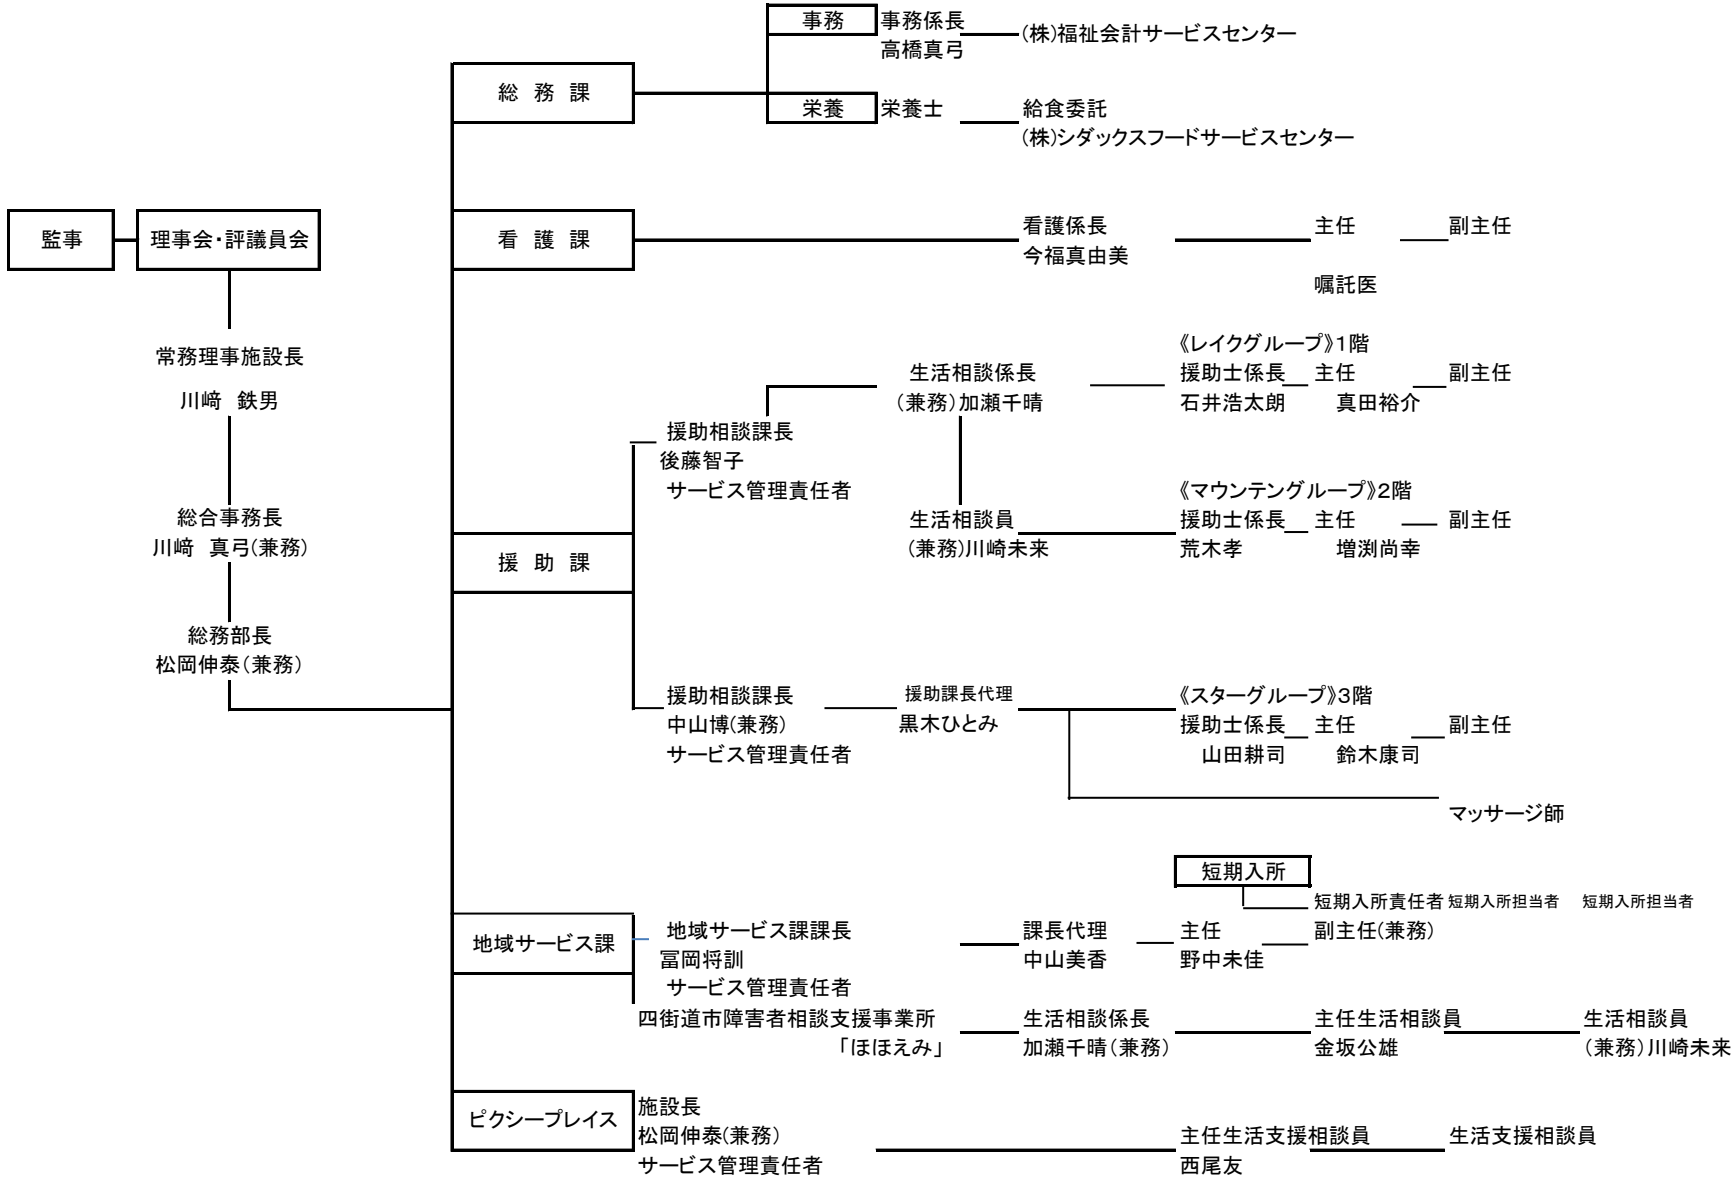 事務
事務係長
高橋真弓
(株)福祉会計サービスセンター
総 務 課
栄養
栄養士
給食委託
(株)シダックスフードサービスセンター
監事
理事会・評議員会
看 護 課
看護係長
今福真由美
主任
副主任
嘱託医
常務理事施設長
川﨑 鉄男
総合事務長
川﨑 真弓(兼務)
総務部長
松岡伸泰(兼務)
援 助 課
援助相談課長
後藤智子
サービス管理責任者
生活相談係長
(兼務)加瀬千晴
《レイクグループ》1階
援助士係長
石井浩太朗
主任
真田裕介
副主任
生活相談員
(兼務)川崎未来
《マウンテングループ》2階
援助士係長
荒木孝
主任
増渕尚幸
副主任
援助相談課長
中山博(兼務)
サービス管理責任者
援助課長代理
黒木ひとみ
《スターグループ》3階
援助士係長
山田耕司
主任
鈴木康司
副主任
マッサージ師
地域サービス課
地域サービス課課長
冨岡将訓
サービス管理責任者
課長代理
中山美香
主任
野中未佳
短期入所
短期入所責任者
短期入所担当者
短期入所担当者
副主任(兼務)
四街道市障害者相談支援事業所
「ほほえみ」
生活相談係長
加瀬千晴(兼務)
主任生活相談員
金坂公雄
生活相談員
(兼務)川崎未来
ピクシープレイス
施設長
松岡伸泰(兼務)
サービス管理責任者
主任生活支援相談員
西尾友
生活支援相談員